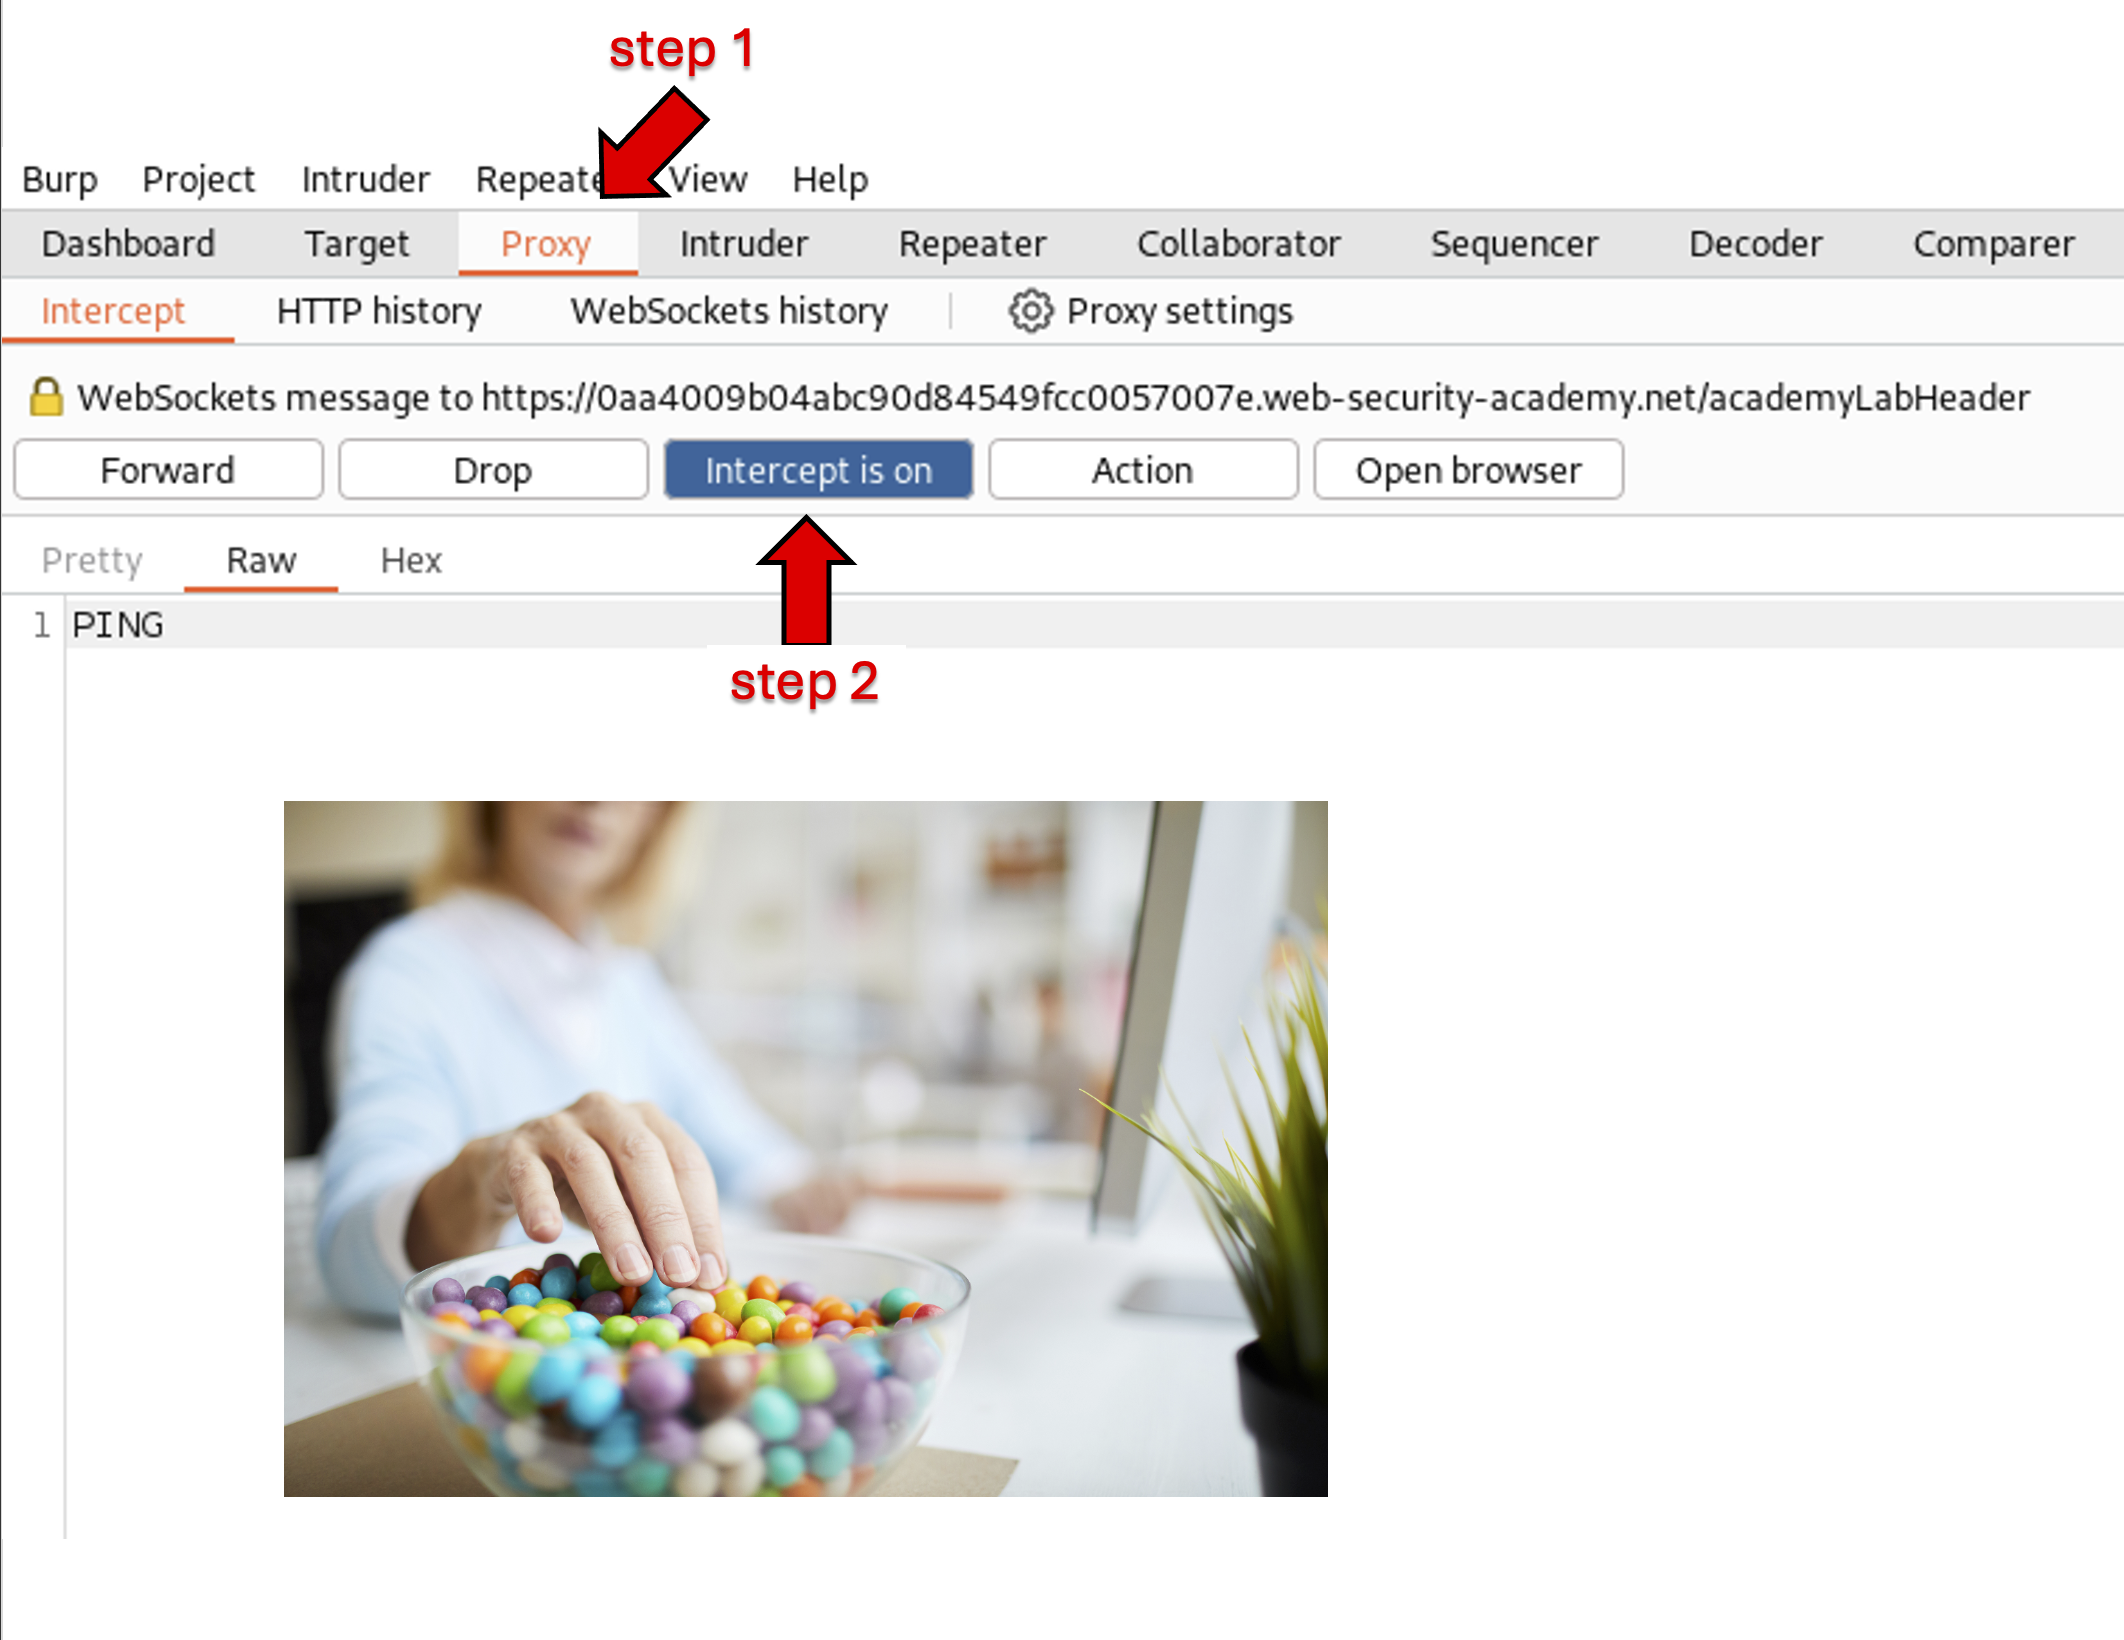 step 1
Burp Project Intruder Repeate View Help
Dashboard Target Proxy Intruder Repeater Collaborator Sequencer Decoder Comparer
Intercept HTTP history WebSockets history Proxy settings
WebSockets message to https://0aa4009b04abc90d84549fcc0057007e.web-security-academy.net/academyLabHeader
Forward Drop Intercept is on Action Open browser
Pretty Raw Hex
1 PING
step 2